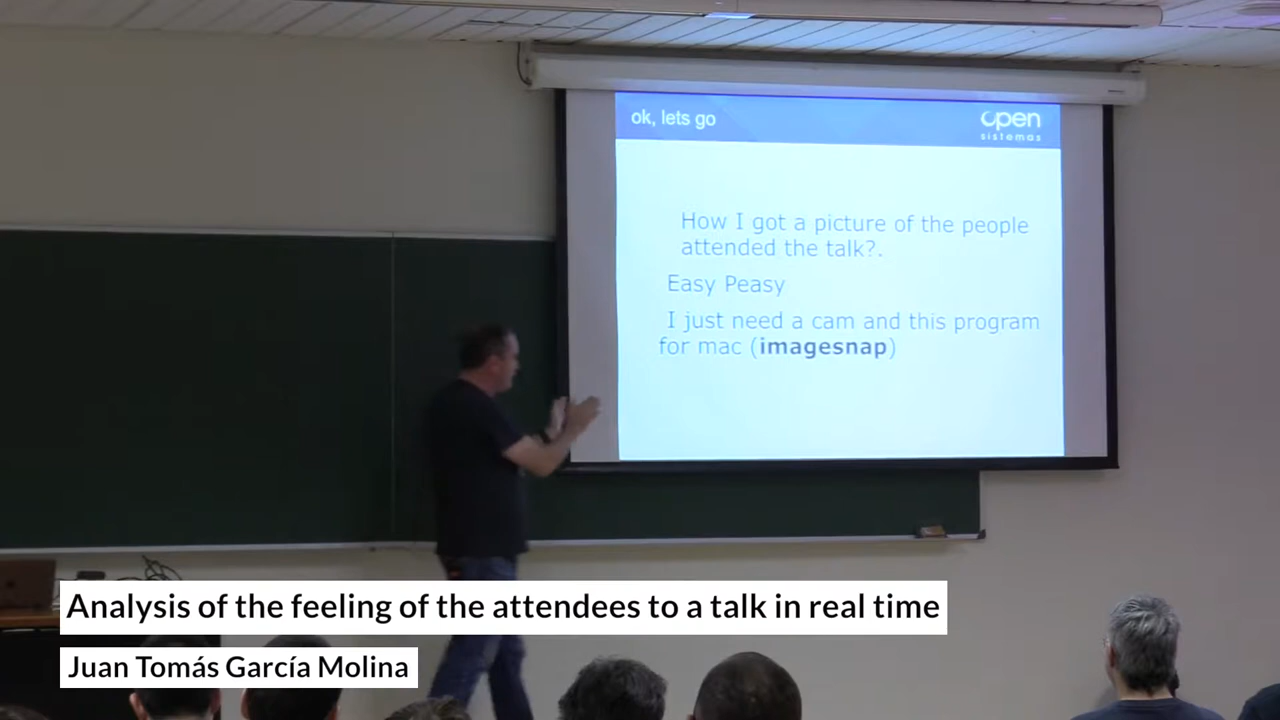 ok, lets go
open
sistemas
How I got a picture of the people
attended the talk?.
Easy Peasy
I just need a cam and this program
for mac (imagesnap)
Analysis of the feeling of the attendees to a talk in real time
Juan Tomás García Molina